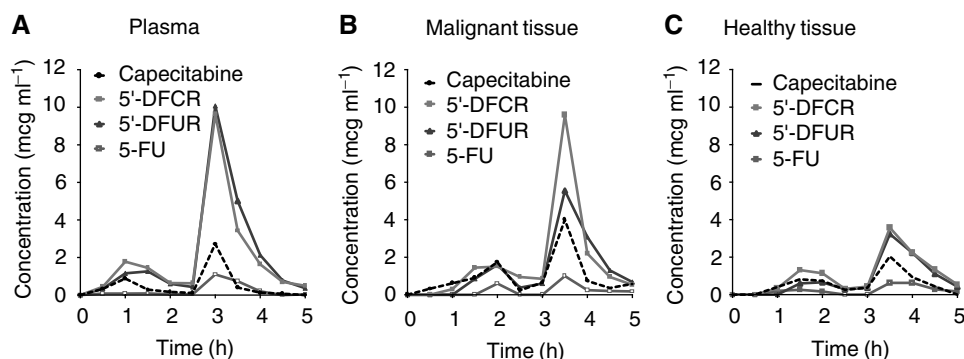 A Plasma
Concentration (mcg ml⁻¹)
12
10
8
6
4
2
0
Capecitabine
5'-DFCR
5'-DFUR
5-FU
0 1 2 3 4 5
Time (h)
B Malignant tissue
Concentration (mcg ml⁻¹)
12
10
8
6
4
2
0
Capecitabine
5'-DFCR
5'-DFUR
5-FU
0 1 2 3 4 5
Time (h)
C Healthy tissue
Concentration (mcg ml⁻¹)
12
10
8
6
4
2
0
Capecitabine
5'-DFCR
5'-DFUR
5-FU
0 1 2 3 4 5
Time (h)